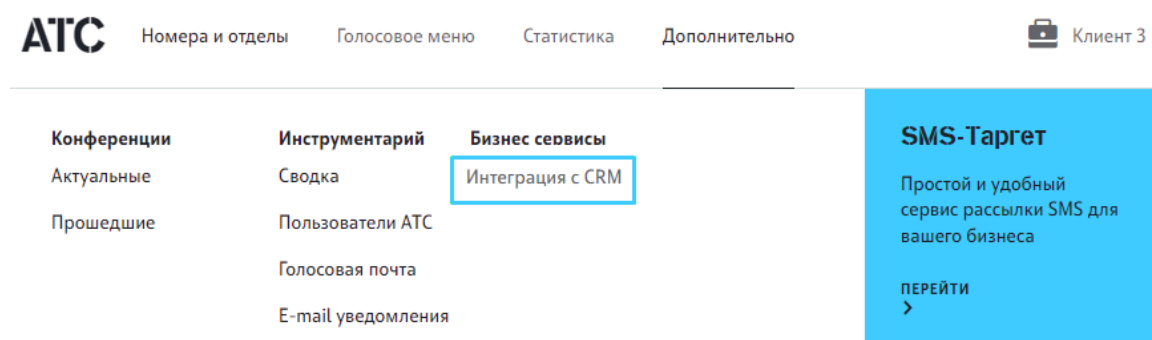 АТС Номера и отделы Голосовое меню Статистика Дополнительно Клиент 3
Конференции
Актуальные
Прошедшие
Инструментарий
Сводка
Пользователи АТС
Голосовая почта
E-mail уведомления
Бизнес сервисы
Интеграция с CRM
SMS-Таргет
Простой и удобный
сервис рассылки SMS для
вашего бизнеса
ПЕРЕЙТИ